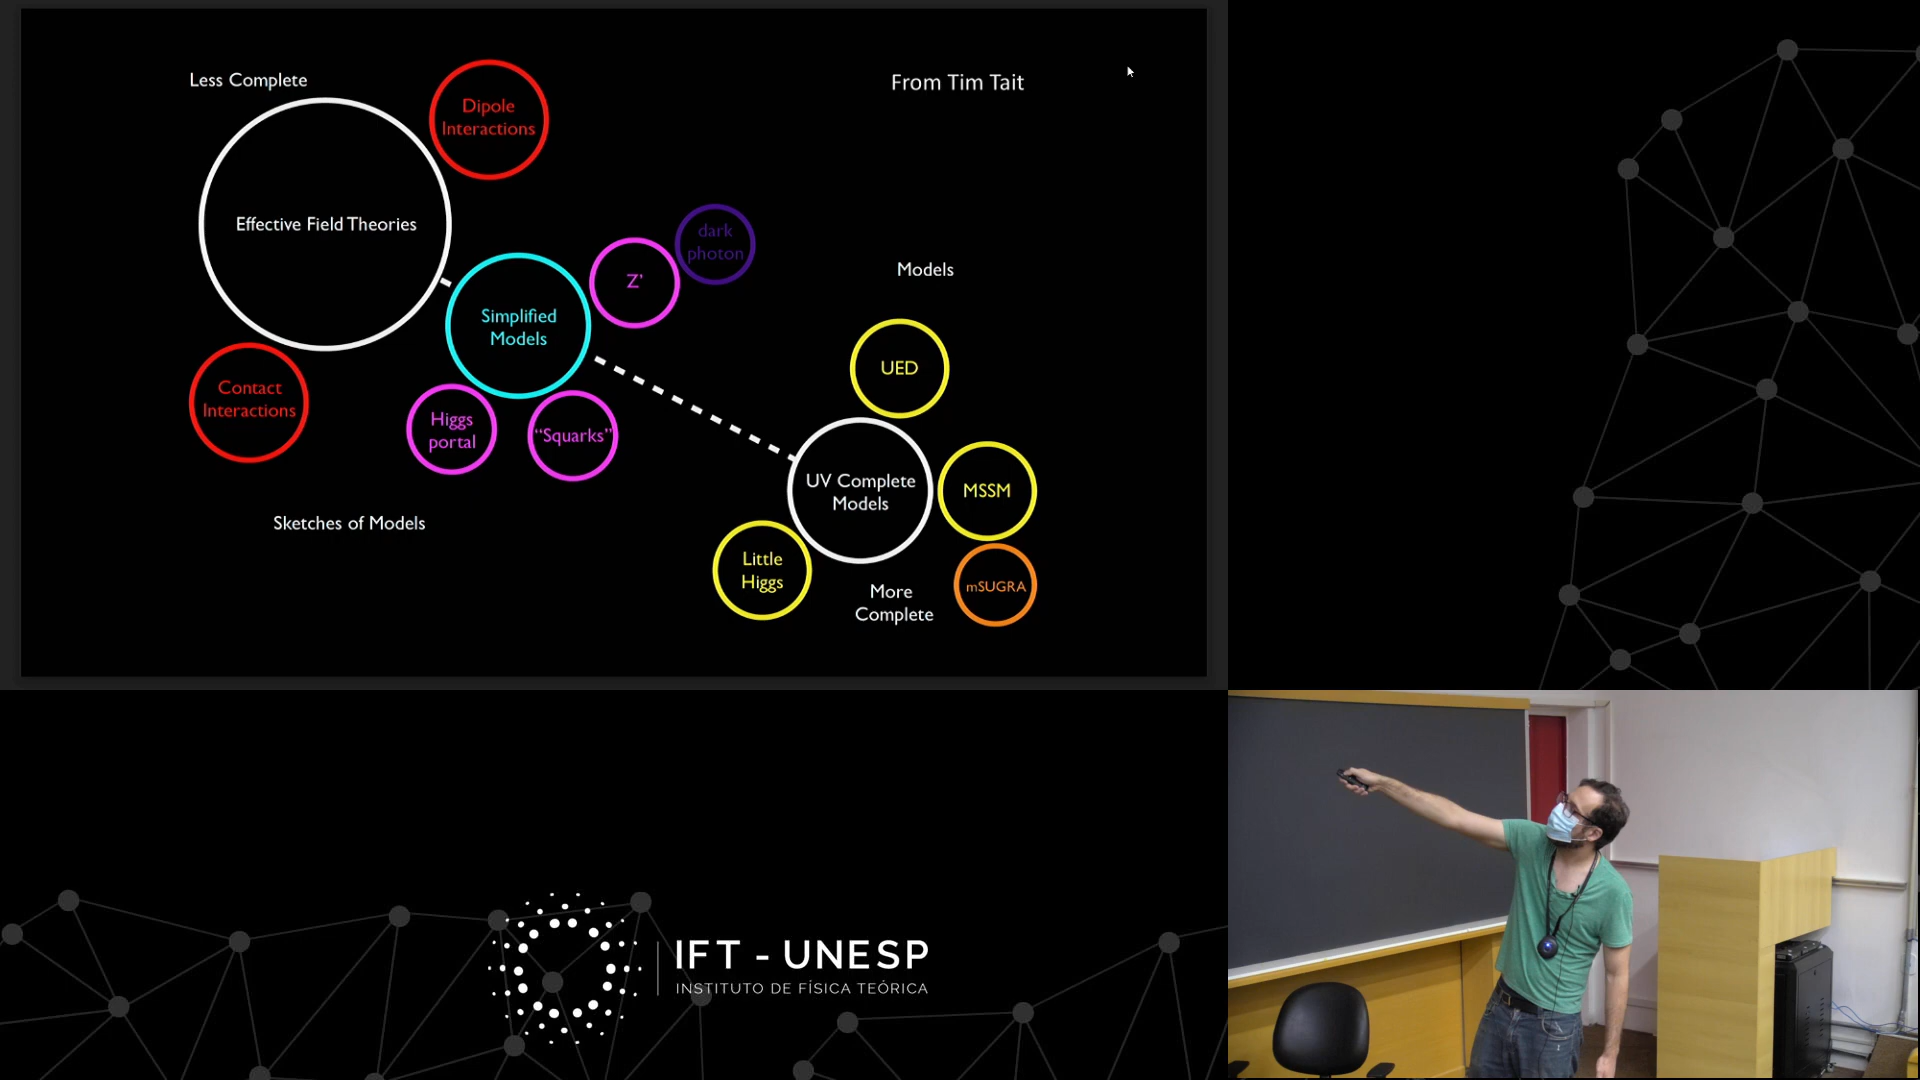 Less Complete
From Tim Tait
Dipole
Interactions
Effective Field Theories
dark
photon
Z'
Models
Simplified
Models
UED
Contact
Interactions
Higgs
portal
“Squarks”
UV Complete
Models
MSSM
Sketches of Models
Little
Higgs
More
Complete
mSUGRA
IFT - UNESP
INSTITUTO DE FÍSICA TEÓRICA